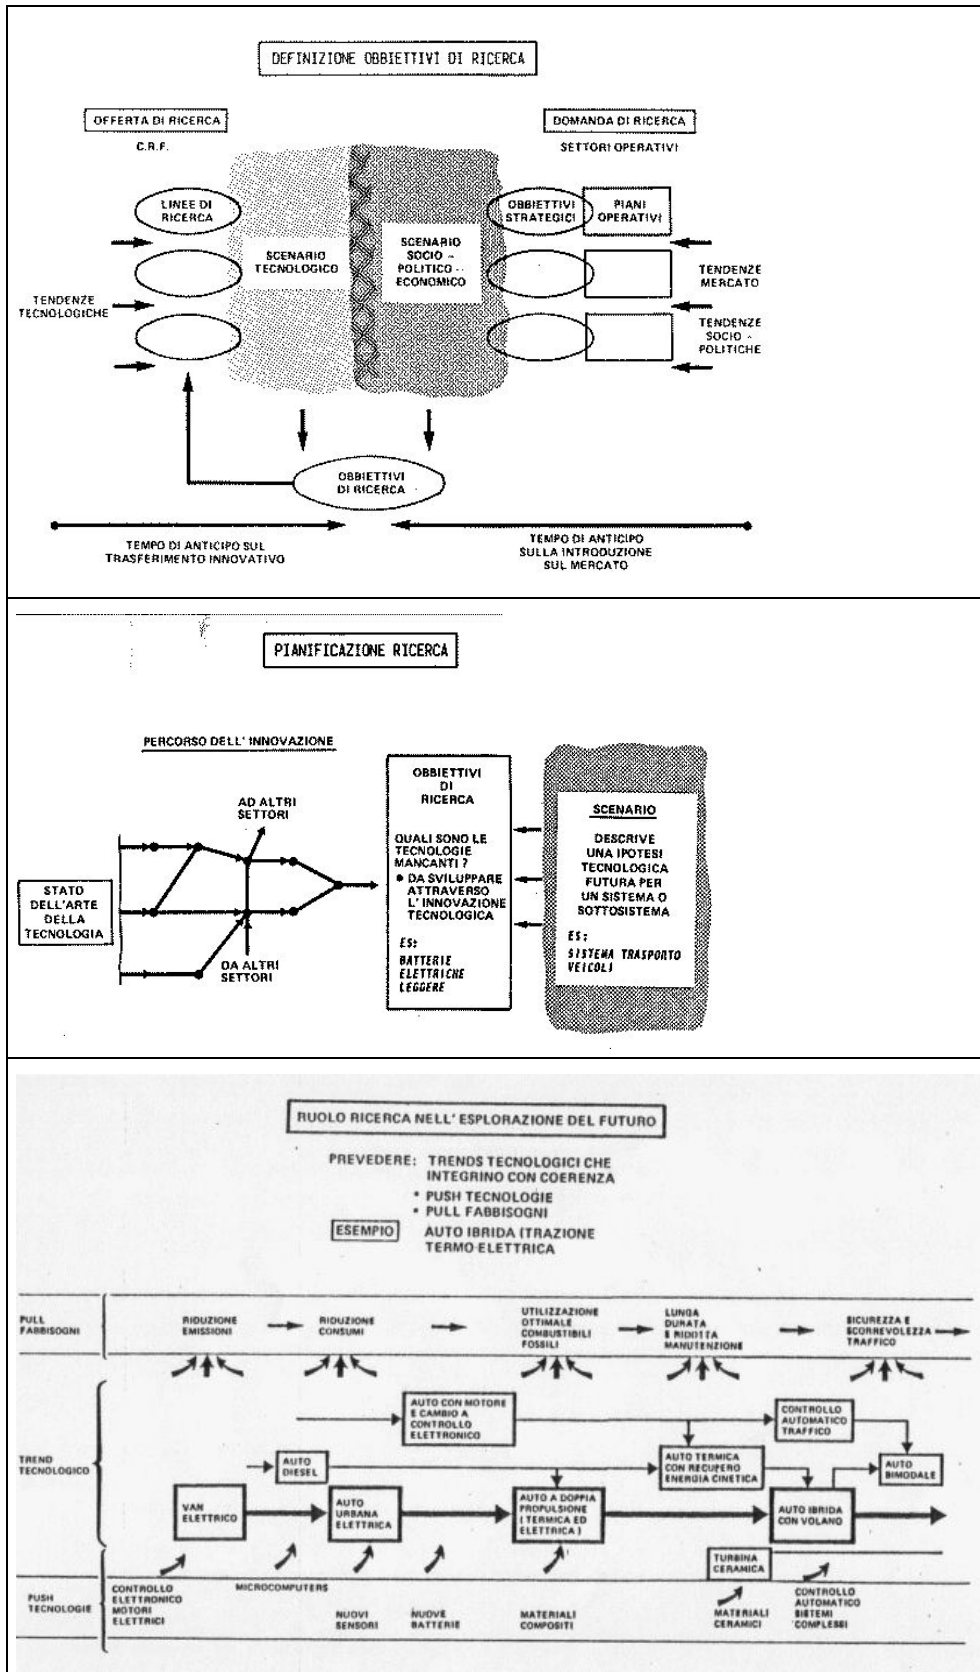 DEFINIZIONE OBBIETTIVI DI RICERCA
OFFERTA DI RICERCA
C.R.F.
DOMANDA DI RICERCA
SETTORI OPERATIVI
LINEE DI
RICERCA
OBBIETTIVI
STRATEGICI
PIANI
OPERATIVI
SCENARIO
TECNOLOGICO
SCENARIO
SOCIO -
POLITICO -
ECONOMICO
TENDENZE
TECNOLOGICHE
TENDENZE
MERCATO
TENDENZE
SOCIO -
POLITICHE
OBBIETTIVI
DI RICERCA
TEMPO DI ANTICIPO SUL
TRASFERIMENTO INNOVATIVO
TEMPO DI ANTICIPO
SULLA INTRODUZIONE
SUL MERCATO
PIANIFICAZIONE RICERCA
PERCORSO DELL' INNOVAZIONE
AD ALTRI
SETTORI
STATO
DELL'ARTE
DELLA
TECNOLOGIA
DA ALTRI
SETTORI
OBBIETTIVI
DI
RICERCA
QUALI SONO LE
TECNOLOGIE
MANCANTI ?
● DA SVILUPPARE
ATTRAVERSO
L' INNOVAZIONE
TECNOLOGICA
ES:
BATTERIE
ELETTRICHE
LEGGERE
SCENARIO
DESCRIVE
UNA IPOTESI
TECNOLOGICA
FUTURA PER
UN SISTEMA O
SOTTOSISTEMA
ES:
SISTEMA TRASPORTO
VEICOLI
RUOLO RICERCA NELL' ESPLORAZIONE DEL FUTURO
PREVEDERE: TRENDS TECNOLOGICI CHE
INTEGRINO CON COERENZA
• PUSH TECNOLOGIE
• PULL FABBISOGNI
ESEMPIO AUTO IBRIDA (TRAZIONE
TERMO-ELETTRICA
PULL
FABBISOGNI
RIDUZIONE
EMISSIONI
RIDUZIONE
CONSUMI
UTILIZZAZIONE
OTTIMALE
COMBUSTIBILI
FOSSILI
LUNGA
DURATA
E RIDOTTA
MANUTENZIONE
SICUREZZA E
SCORREVOLEZZA
TRAFFICO
TREND
TECNOLOGICO
AUTO CON MOTORE
E CAMBIO A
CONTROLLO
ELETTRONICO
CONTROLLO
AUTOMATICO
TRAFFICO
AUTO
DIESEL
AUTO TERMICA
CON RECUPERO
ENERGIA CINETICA
AUTO
BIMODALE
VAN
ELETTRICO
AUTO
URBANA
ELETTRICA
AUTO A DOPPIA
PROPULSIONE
(TERMICA ED
ELETTRICA)
AUTO IBRIDA
CON VOLANO
TURBINA
CERAMICA
PUSH
TECNOLOGIE
CONTROLLO
ELETTRONICO
MOTORI
ELETTRICI
MICROCOMPUTERS
NUOVI
SENSORI
NUOVE
BATTERIE
MATERIALI
COMPOSITI
MATERIALI
CERAMICI
CONTROLLO
AUTOMATICO
SISTEMI
COMPLESSI